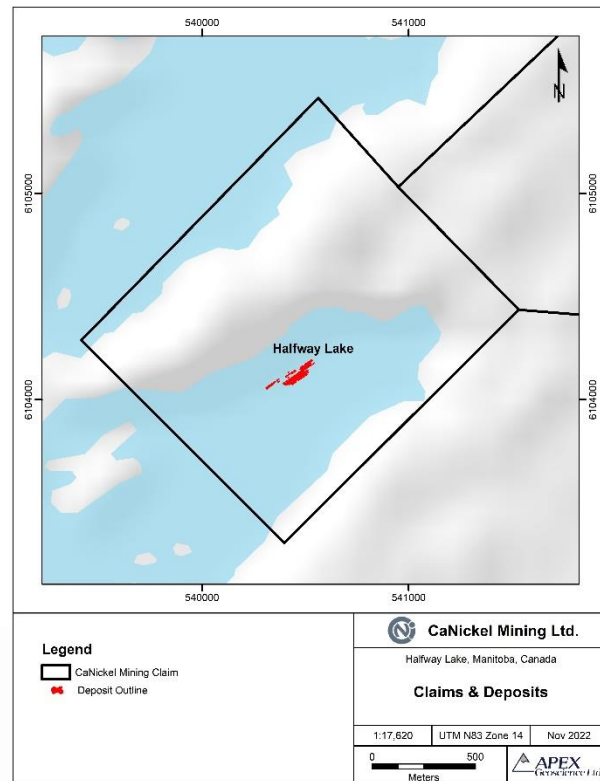 540000 541000
N
6105000 6105000
Halfway Lake
6104000 6104000
540000 541000
Legend
CaNickel Mining Claim
Deposit Outline
CaNickel Mining Ltd.
Halfway Lake, Manitoba, Canada
Claims & Deposits
1:17,620 UTM N83 Zone 14 Nov 2022
0 500
Meters
APEX
Geoscience Ltd